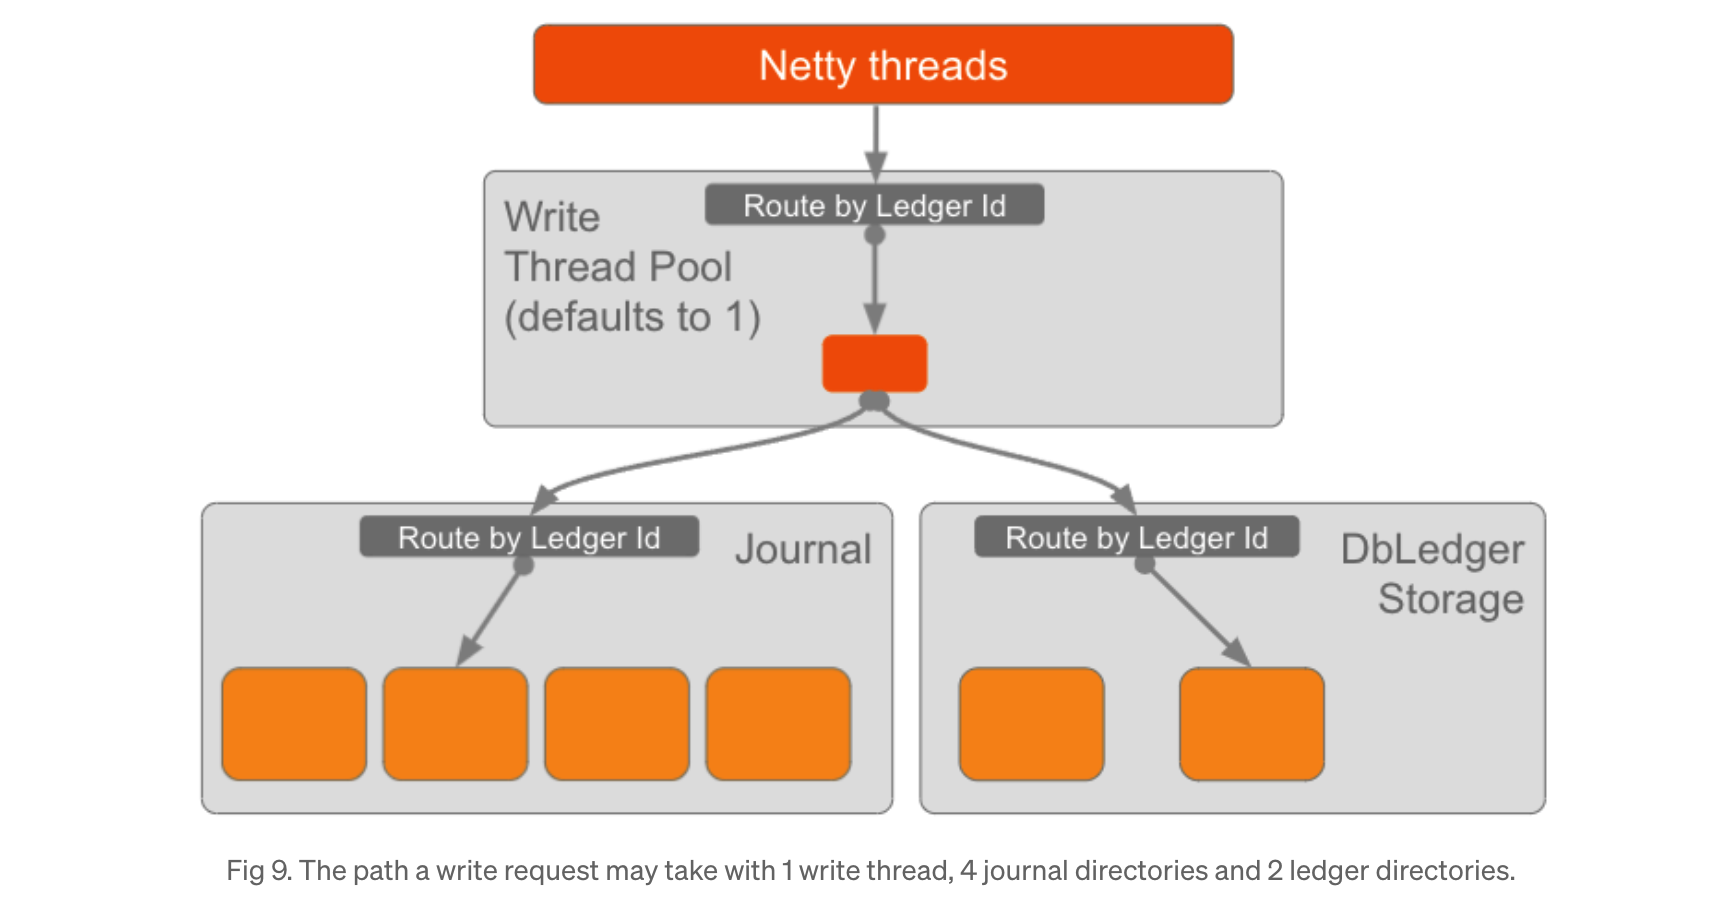 Netty threads
Route by Ledger Id
Write
Thread Pool
(defaults to 1)
Route by Ledger Id
Journal
Route by Ledger Id
DbLedger
Storage
Fig 9. The path a write request may take with 1 write thread, 4 journal directories and 2 ledger directories.